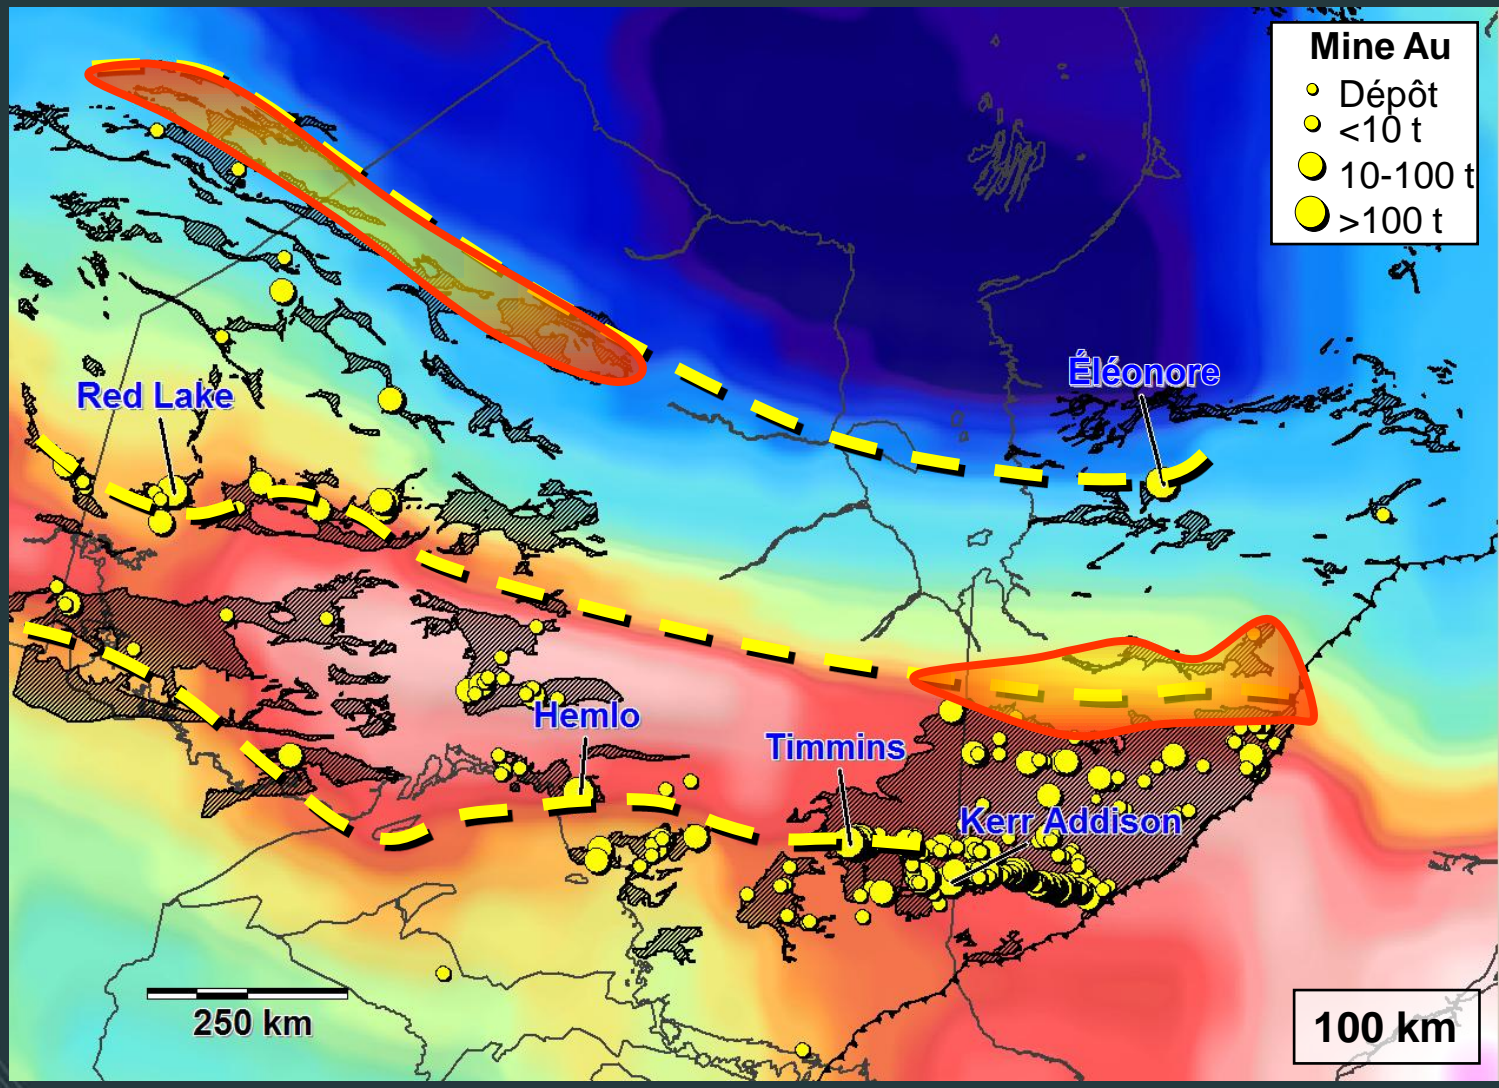 Mine Au
Dépôt
<10 t
10-100 t
>100 t
Éléonore
Red Lake
Hemlo
Timmins
Kerr Addison
250 km
100 km